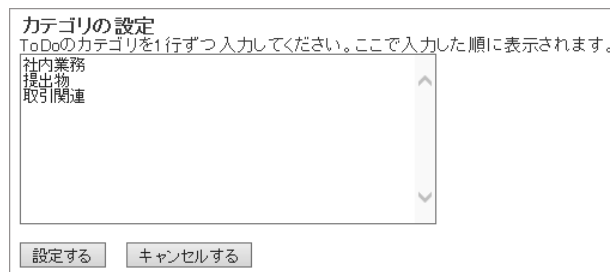 カテゴリの設定
ToDoのカテゴリを1行ずつ入力してください。ここで入力した順に表示されます。
社内業務
提出物
取引関連
設定する
キャンセルする